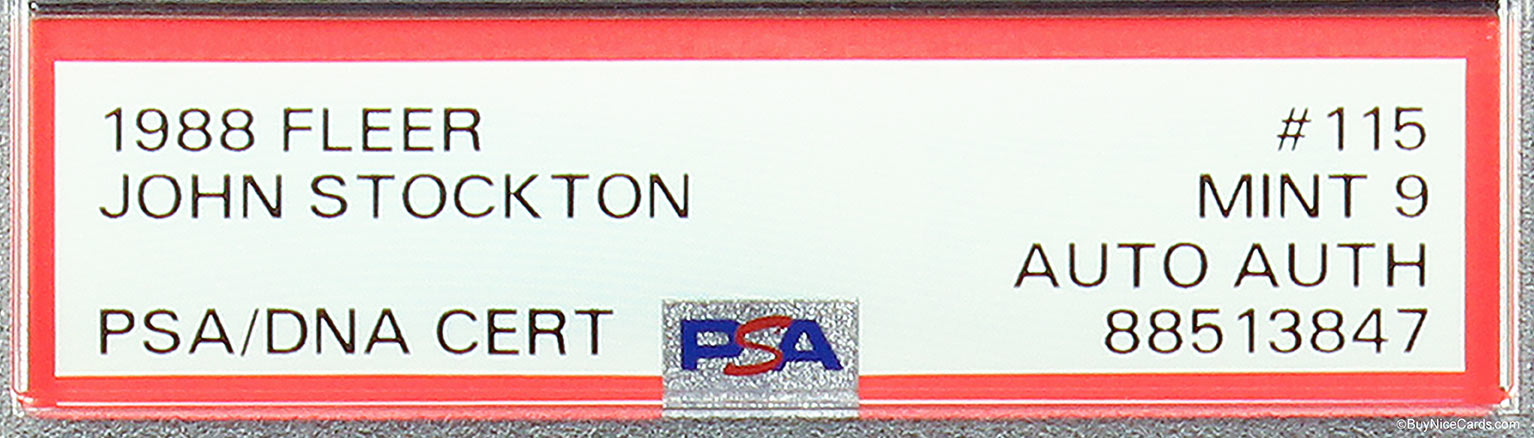 1988 FLEER #115
JOHN STOCKTON MINT 9
AUTO AUTH
PSA/DNA CERT 88513847
PSA
©BuyNiceCards.com